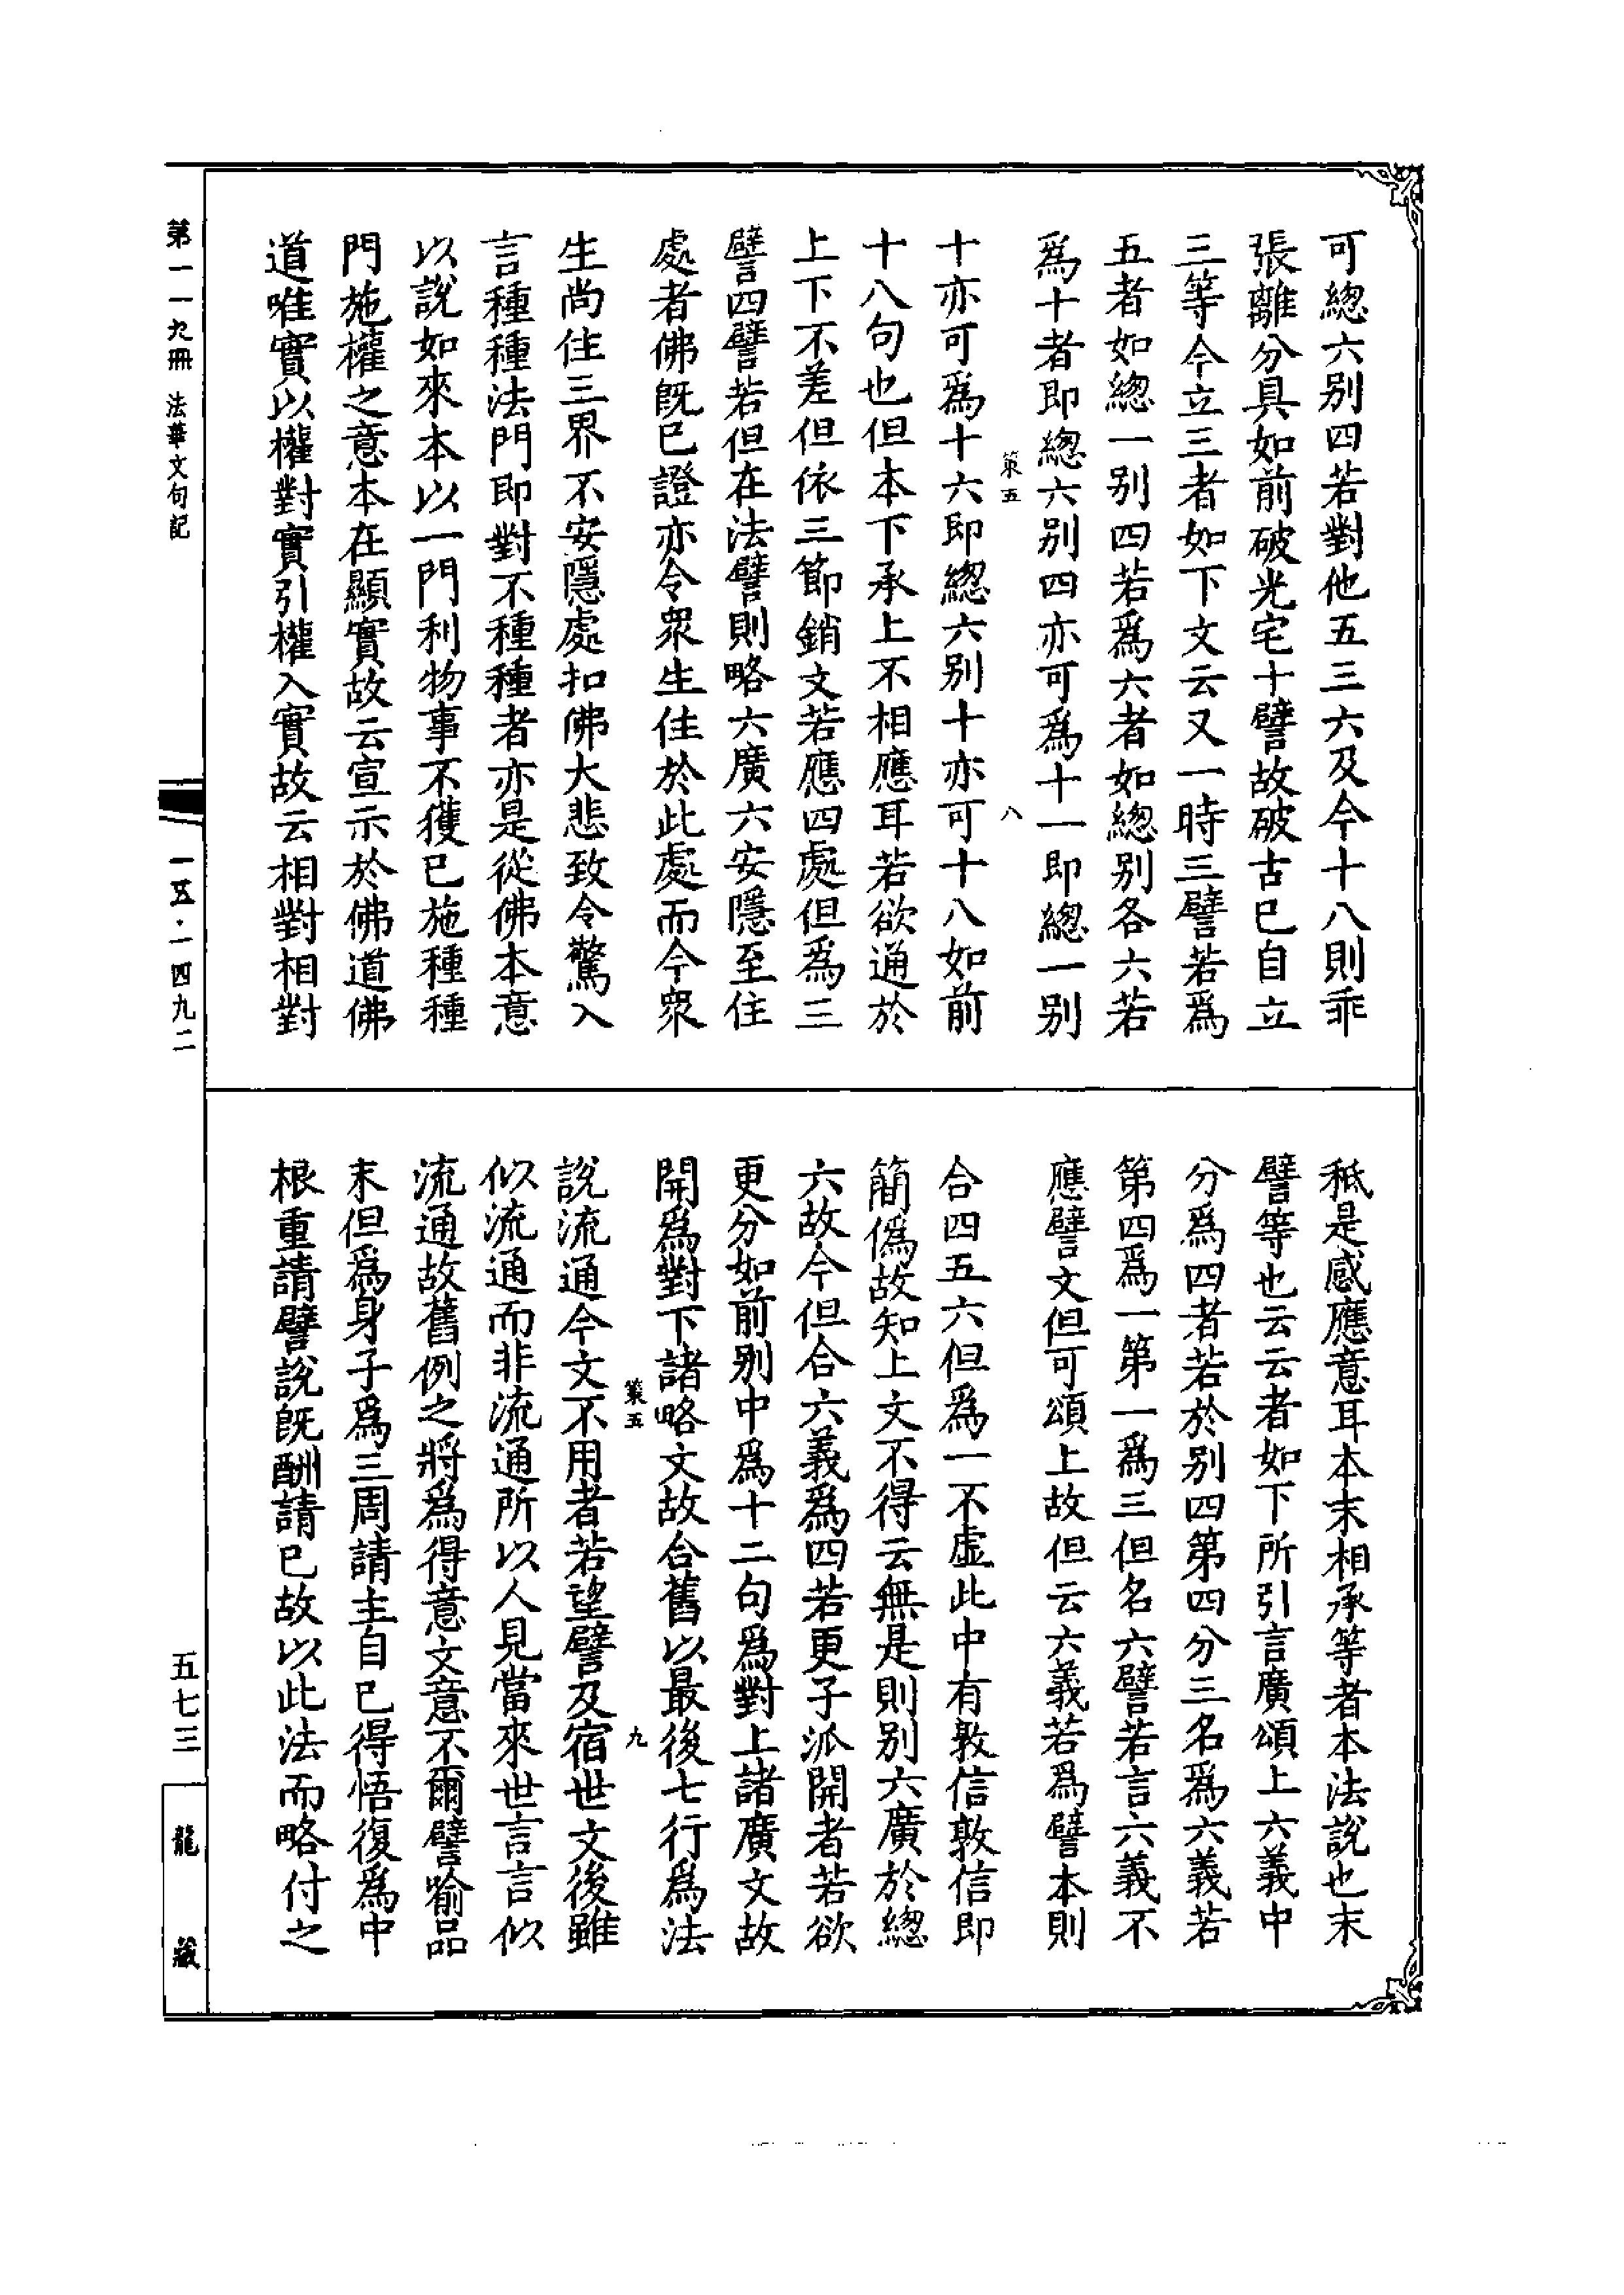 可總六别四若對他五三六及今十八則乖
張離分具如前破光宅十譬故破古已自立
三等今立三者如下文云又一時三譬若爲
五者如總一别四若爲六者如總别各六若
爲十者即總六别四亦可爲十一即總一别
策五
八
十亦可爲十六即總六别十亦可十八如前
十八句也但本下承上不相應耳若欲通於
上下不差但依三節銷文若應四處但爲三
譬四譬若但在法譬則略六廣六安隱至住
處者佛既已證亦令衆生住於此處而今衆
生尚住三界不安隱處扣佛大悲致令驚入
言種種法門即對不種種者亦是從佛本意
以說如來本以一門利物事不獲已施種種
門施權之意本在顯實故云宣示於佛道佛
道唯實以權對實引權入實故云相對相對
秪是感應意耳本末相承等者本法說也末
譬等也云云者如下所引言廣頌上六義中
分爲四者若於别四第四分三名爲六義若
第四爲一第一爲三但名六譬若言六義不
應譬文但可頌上故但云六義若爲譬本則
合四五六但爲一不虛此中有敦信敦信即
簡僞故知上文不得云無是則别六廣於總
六故今但合六義爲四若更子派開者若欲
更分如前别中爲十二句爲對上諸廣文故
開爲對下諸略文故合舊以最後七行爲法
策五
九
說流通今文不用者若望譬及宿世文後雖
似流通而非流通所以人見當來世言言似
流通故舊例之將爲得意文意不爾譬喻品
末但爲身子爲三周請主自已得悟復爲中
根重請譬說既酬請已故以此法而略付之
第一一九冊 法華文句記
一五·一四九二
五七三
龍藏